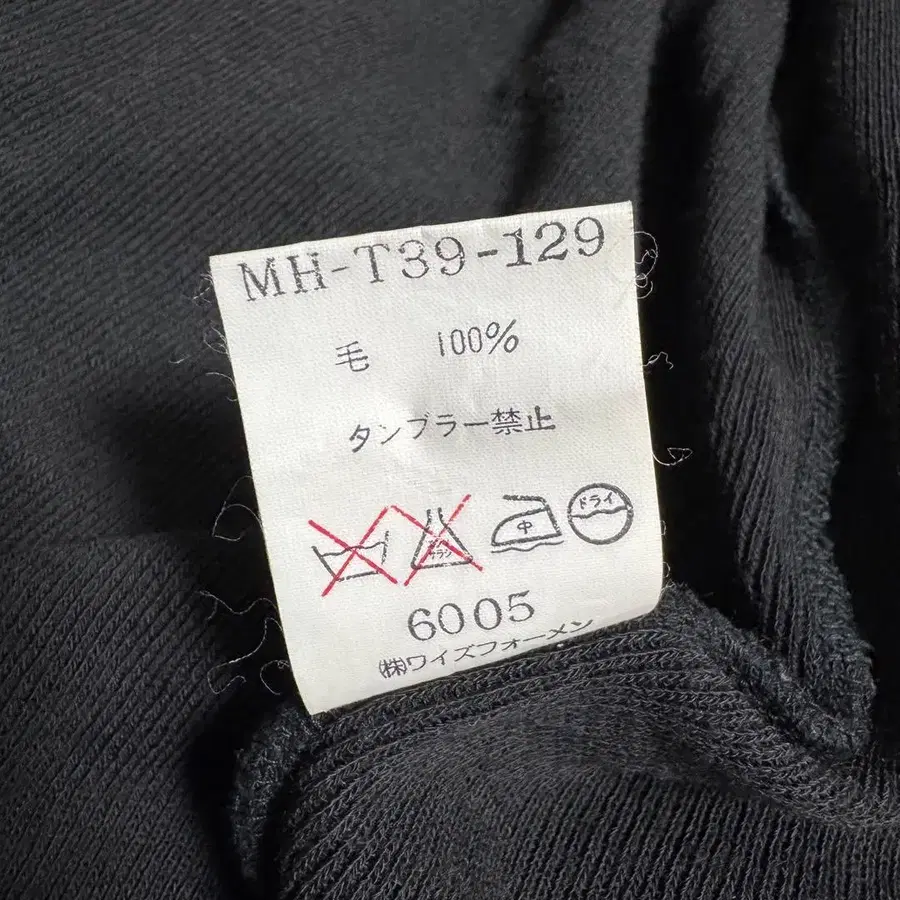 MH-T39-129
毛 100%
タンブラー禁止
中 ドライ
6005
㈱ワイズフォーメン